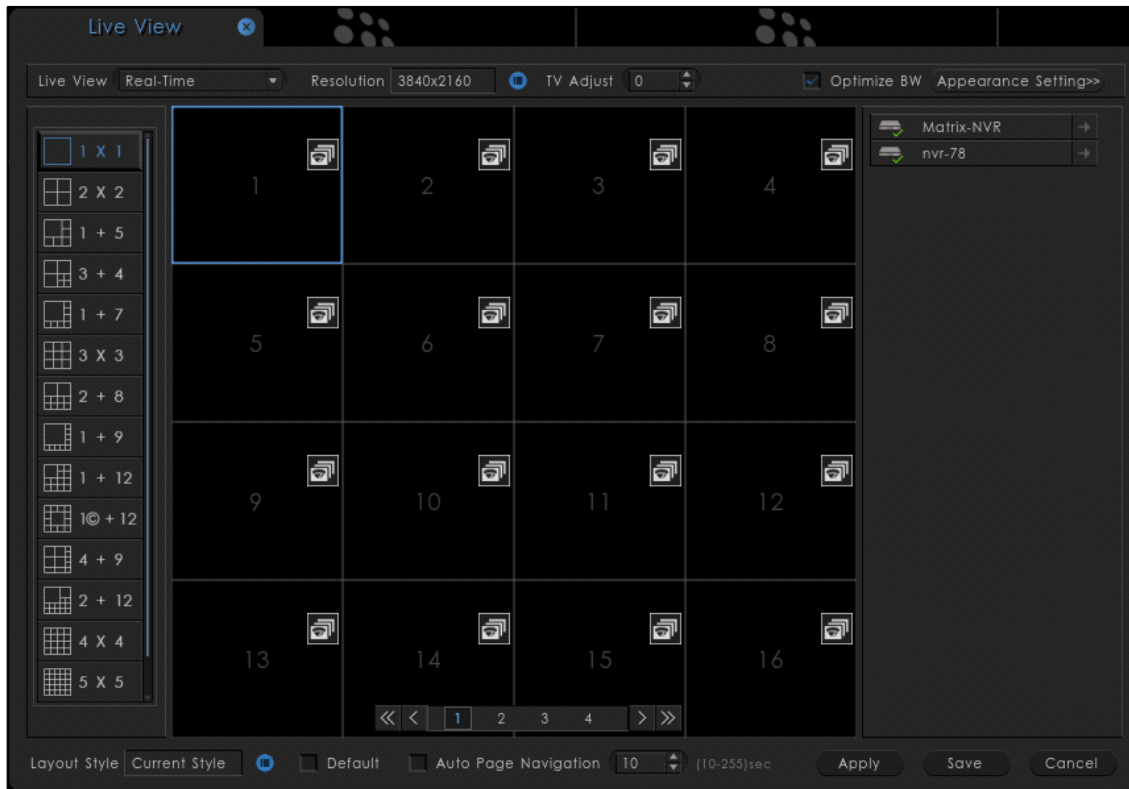 Live View
Live View Real-Time Resolution 3840x2160 TV Adjust 0 Optimize BW Appearance Setting>>
1 X 1
2 X 2
1 + 5
3 + 4
1 + 7
3 X 3
2 + 8
1 + 9
1 + 12
1© + 12
4 + 9
2 + 12
4 X 4
5 X 5
1 2 3 4
5 6 7 8
9 10 11 12
13 14 15 16
1 2 3 4
Matrix-NVR
nvr-78
Layout Style Current Style Default Auto Page Navigation 10 (10-255)sec Apply Save Cancel